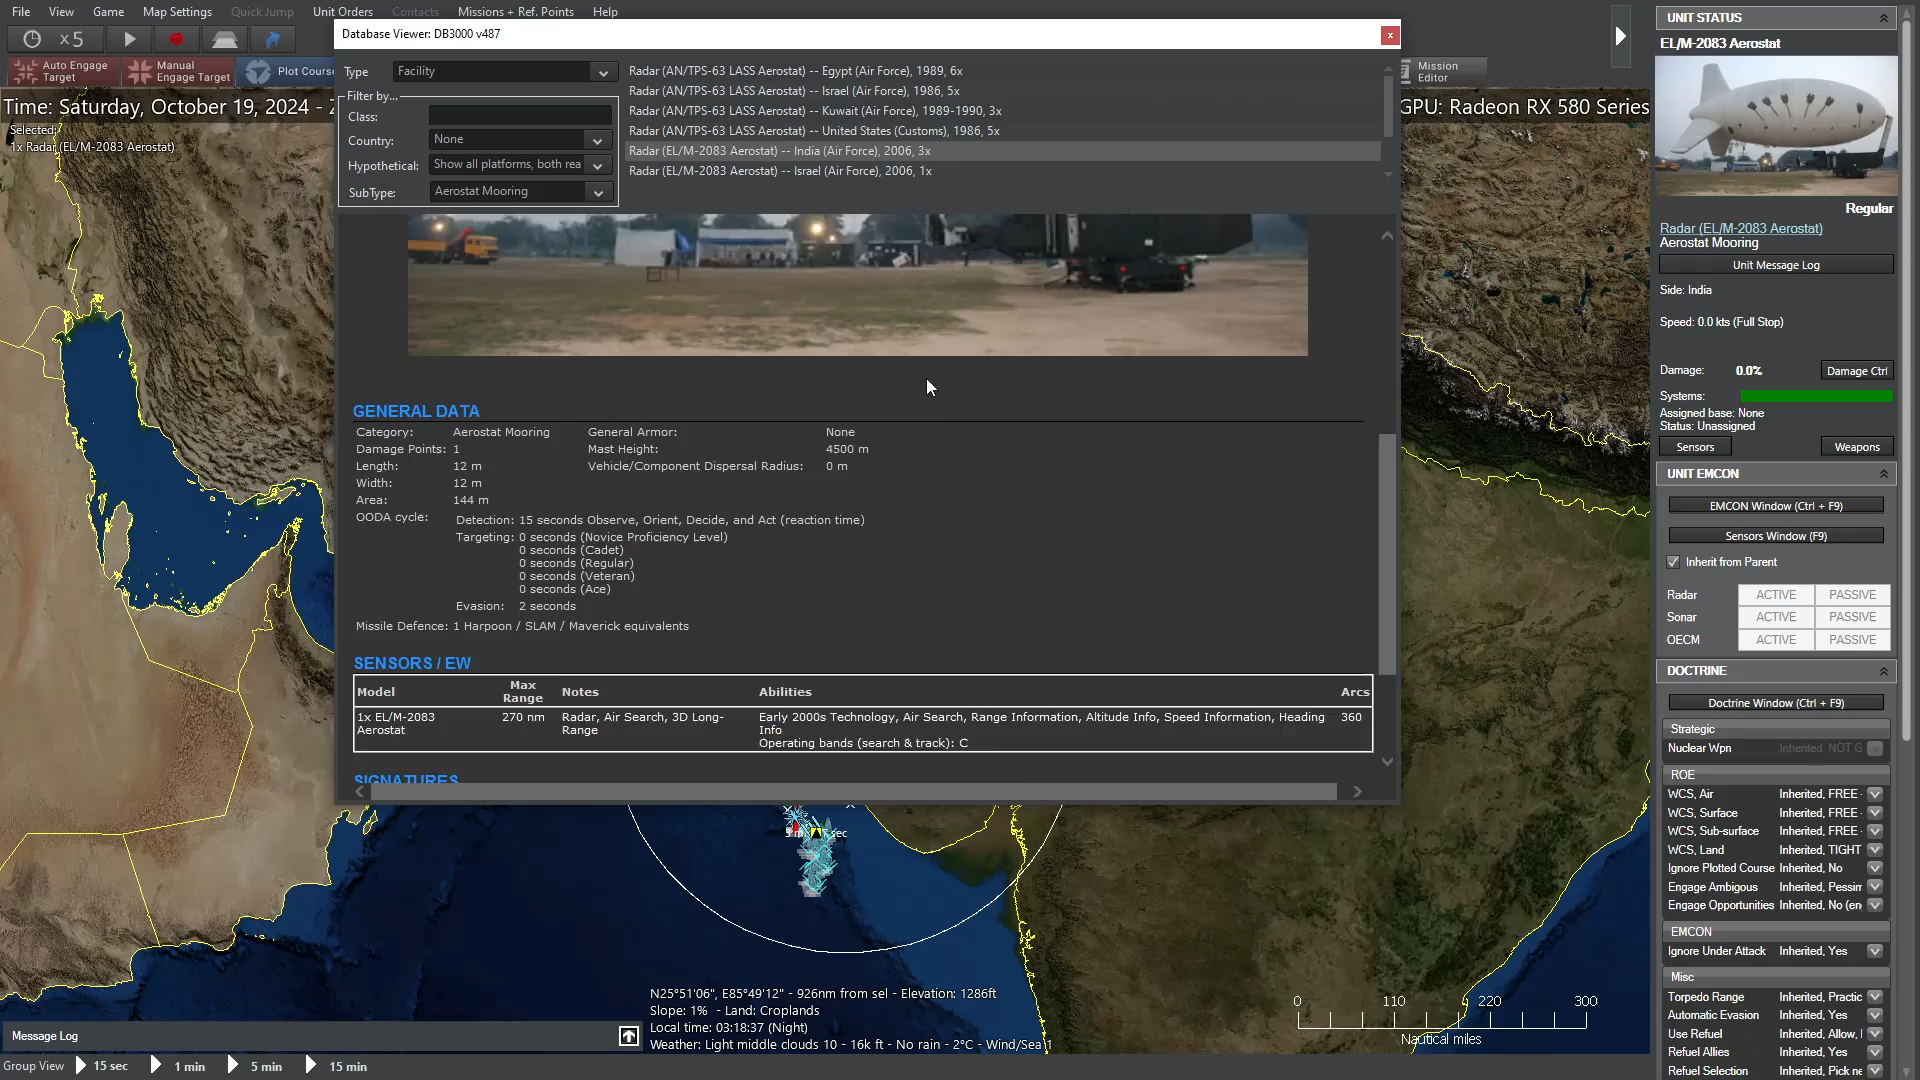 File View Game Map Settings Quick Jump Unit Orders Contacts Missions + Ref. Points Help
x 5
Auto Engage Target
Manual Engage Target
Plot Course
Mission Editor
Time: Saturday, October 19, 2024 -
Selected:
1x Radar (EL/M-2083 Aerostat)
GPU: Radeon RX 580 Series
Database Viewer: DB3000 v487
Type Facility
Filter by...
Class:
Country: None
Hypothetical: Show all platforms, both rea
SubType: Aerostat Mooring
Radar (AN/TPS-63 LASS Aerostat) -- Egypt (Air Force), 1989, 6x
Radar (AN/TPS-63 LASS Aerostat) -- Israel (Air Force), 1986, 5x
Radar (AN/TPS-63 LASS Aerostat) -- Kuwait (Air Force), 1989-1990, 3x
Radar (AN/TPS-63 LASS Aerostat) -- United States (Customs), 1986, 5x
Radar (EL/M-2083 Aerostat) -- India (Air Force), 2006, 3x
Radar (EL/M-2083 Aerostat) -- Israel (Air Force), 2006, 1x
GENERAL DATA
Category: Aerostat Mooring General Armor: None
Damage Points: 1 Mast Height: 4500 m
Length: 12 m Vehicle/Component Dispersal Radius: 0 m
Width: 12 m
Area: 144 m
OODA cycle: Detection: 15 seconds Observe, Orient, Decide, and Act (reaction time)
Targeting: 0 seconds (Novice Proficiency Level)
0 seconds (Cadet)
0 seconds (Regular)
0 seconds (Veteran)
0 seconds (Ace)
Evasion: 2 seconds
Missile Defence: 1 Harpoon / SLAM / Maverick equivalents
SENSORS / EW
Model Max Range Notes Abilities Arcs
1x EL/M-2083 270 nm Radar, Air Search, 3D Long- Early 2000s Technology, Air Search, Range Information, Altitude Info, Speed Information, Heading 360
Aerostat Range Info
Operating bands (search & track): C
SIGNATURES
sec
N25°51'06", E85°49'12" - 926nm from sel - Elevation: 1286ft
Slope: 1% - Land: Croplands
Local time: 03:18:37 (Night)
Weather: Light middle clouds 10 - 16k ft - No rain - 2°C - Wind/Sea 1
0 110 220 300
Nautical miles
Message Log
Group View 15 sec 1 min 5 min 15 min
UNIT STATUS
EL/M-2083 Aerostat
Regular
Radar (EL/M-2083 Aerostat)
Aerostat Mooring
Unit Message Log
Side: India
Speed: 0.0 kts (Full Stop)
Damage: 0.0% Damage Ctrl
Systems:
Assigned base: None
Status: Unassigned
Sensors Weapons
UNIT EMCON
EMCON Window (Ctrl + F9)
Sensors Window (F9)
Inherit from Parent
Radar ACTIVE PASSIVE
Sonar ACTIVE PASSIVE
OECM ACTIVE PASSIVE
DOCTRINE
Doctrine Window (Ctrl + F9)
Strategic
Nuclear Wpn Inherited, NOT G
ROE
WCS, Air Inherited, FREE
WCS, Surface Inherited, FREE
WCS, Sub-surface Inherited, FREE
WCS, Land Inherited, TIGHT
Ignore Plotted Course Inherited, No
Engage Ambiguous Inherited, Pessim
Engage Opportunities Inherited, No (en
EMCON
Ignore Under Attack Inherited, Yes
Misc
Torpedo Range Inherited, Practic
Automatic Evasion Inherited, Yes
Use Refuel Inherited, Allow,
Refuel Allies Inherited, Yes
Refuel Selection Inherited, Pick ne